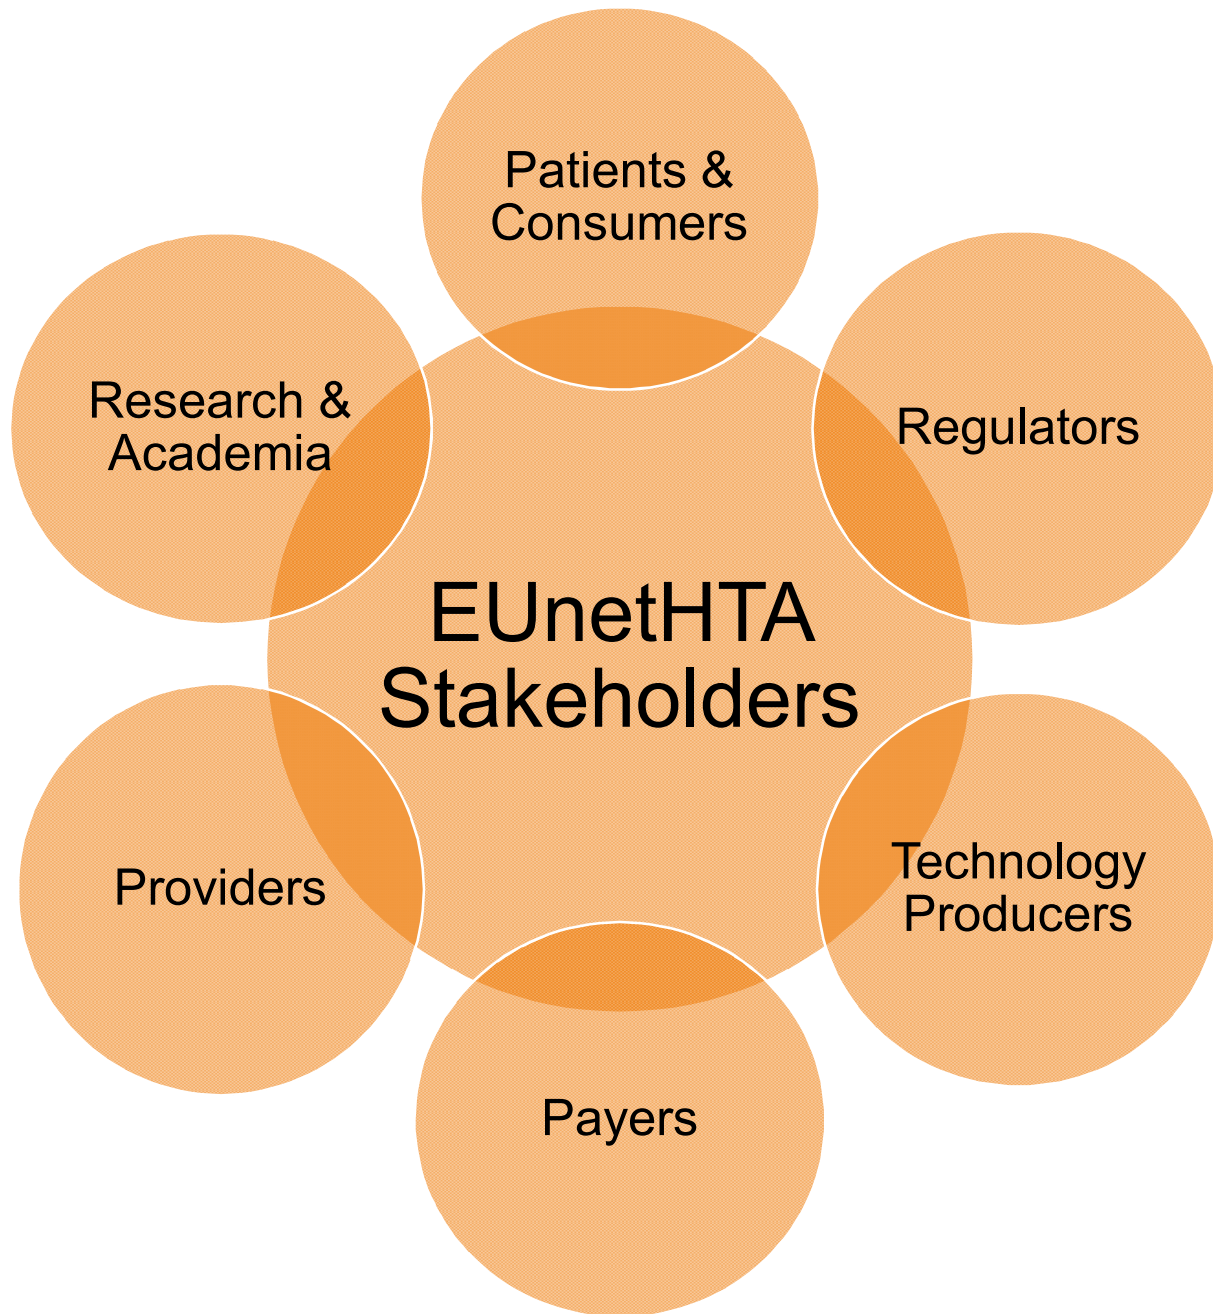 Patients &
Consumers
Research &
Academia
Regulators
EUnetHTA
Stakeholders
Providers
Technology
Producers
Payers